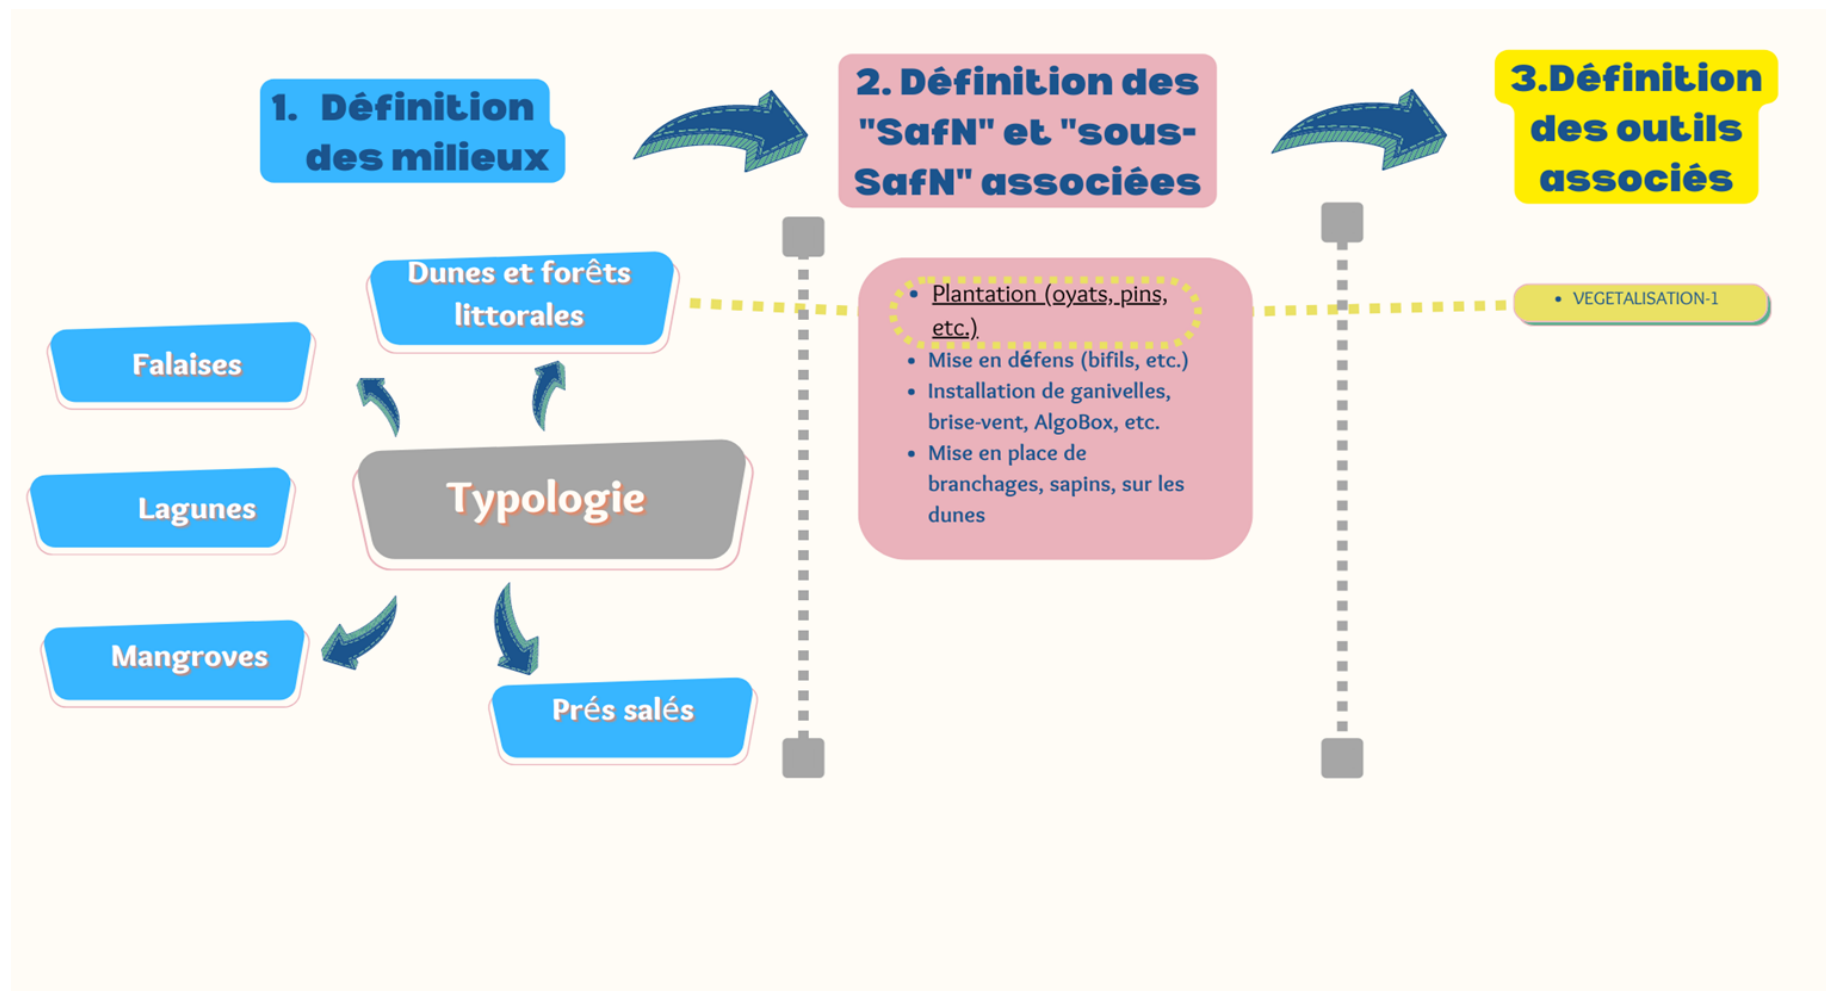 1. Définition
des milieux
2. Définition des
"SafN" et "sous-
SafN" associées
3.Définition
des outils
associés
Dunes et forêts
littorales
Falaises
Lagunes
Typologie
Mangroves
Prés salés
• Plantation (oyats, pins,
etc.)
• Mise en défens (bifils, etc.)
• Installation de ganivelles,
brise-vent, AlgoBox, etc.
• Mise en place de
branchages, sapins, sur les
dunes
• VEGETALISATION-1